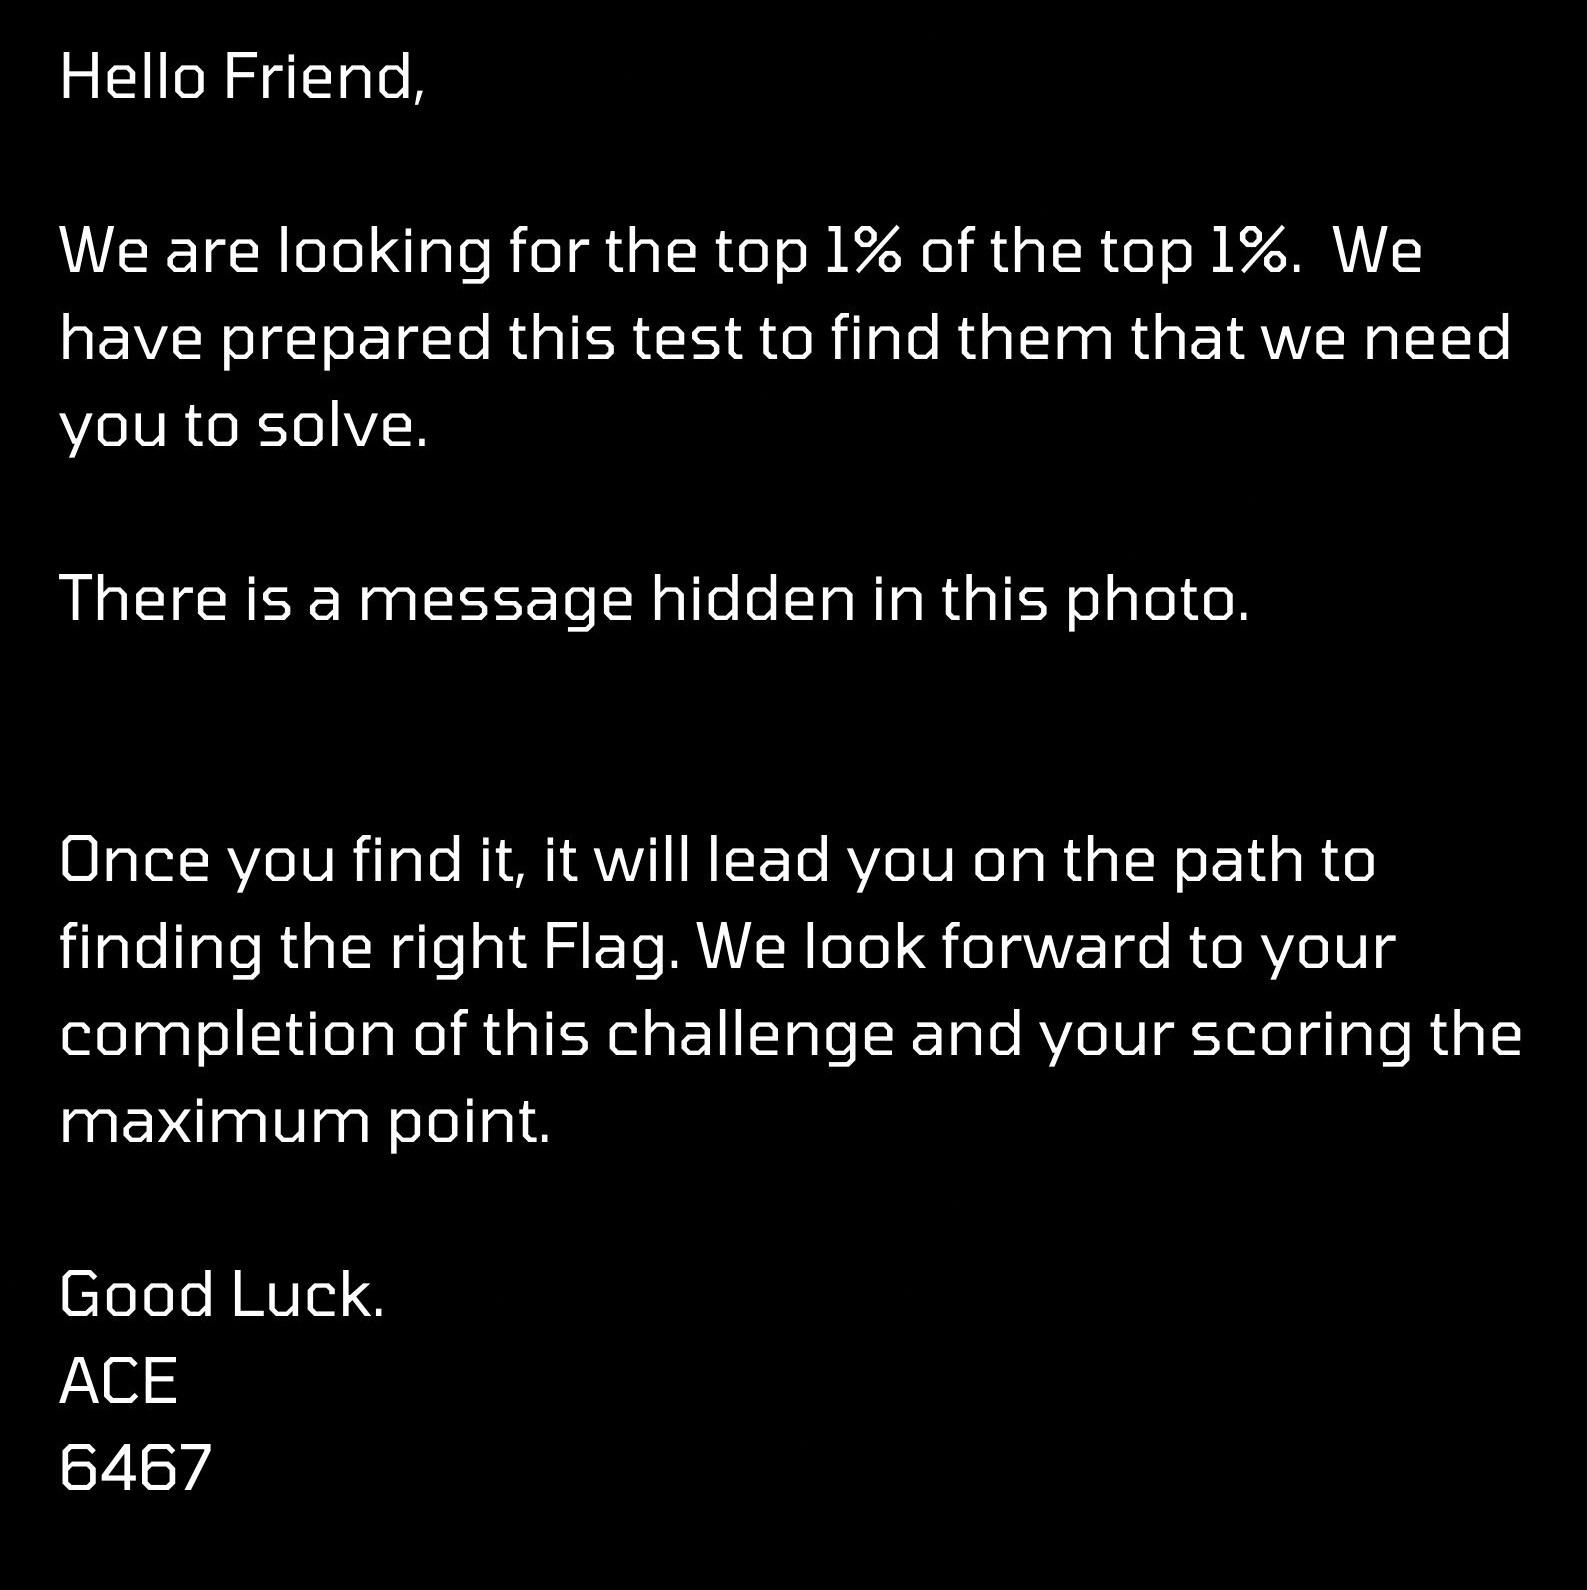 Hello Friend,
We are looking for the top 1% of the top 1%.  We
have prepared this test to find them that we need
you to solve.
There is a message hidden in this photo.
Once you find it, it will lead you on the path to
finding the right Flag. We look forward to your
completion of this challenge and your scoring the
maximum point.
Good Luck.
ACE
6467